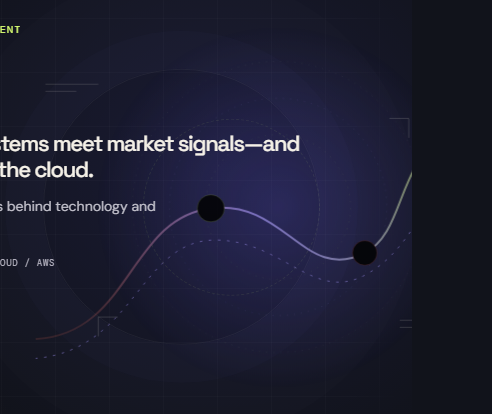 ENT
stems meet market signals—and
the cloud.
s behind technology and
OUD / AWS